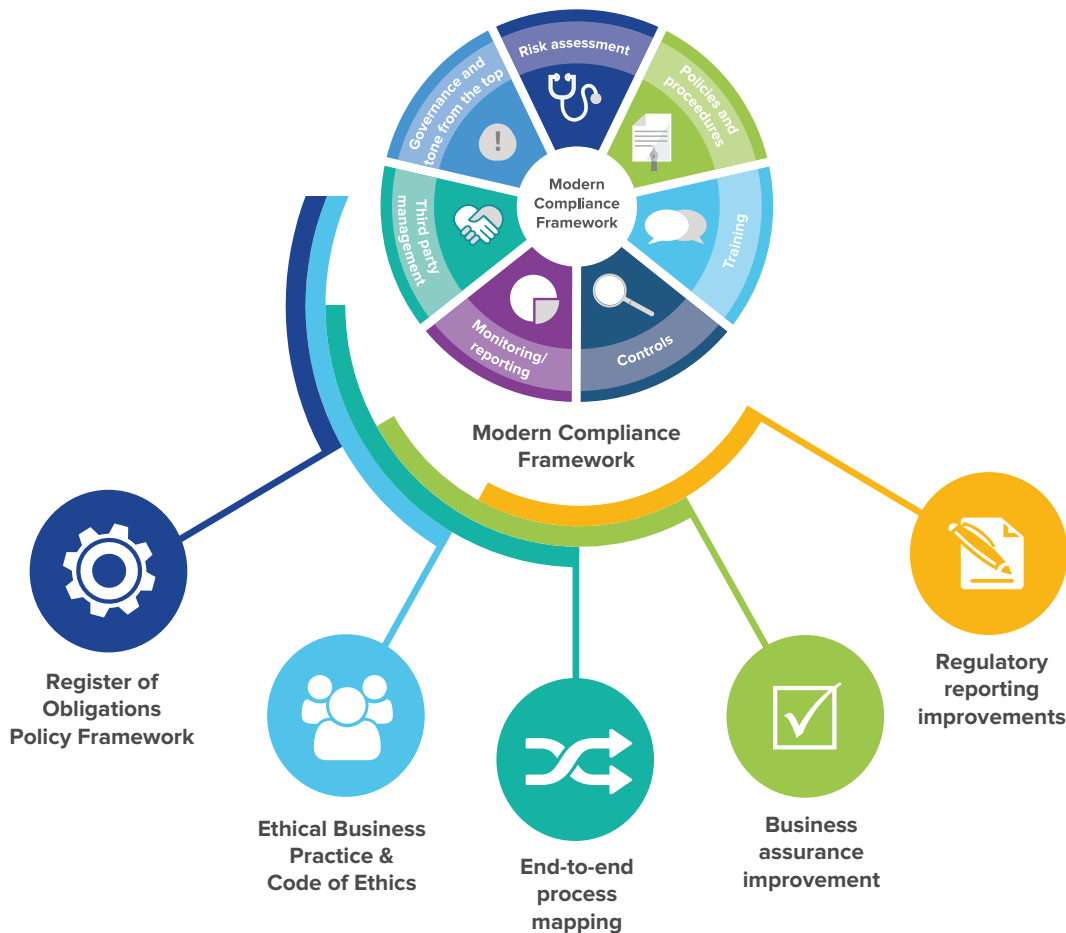 Risk assessment
Policies and
proceedures
Training
Controls
Monitoring/
reporting
Third party
management
Governance and
tone from the top
Modern
Compliance
Framework
Modern Compliance
Framework
Register of
Obligations
Policy Framework
Ethical Business
Practice &
Code of Ethics
End-to-end
process
mapping
Business
assurance
improvement
Regulatory
reporting
improvements